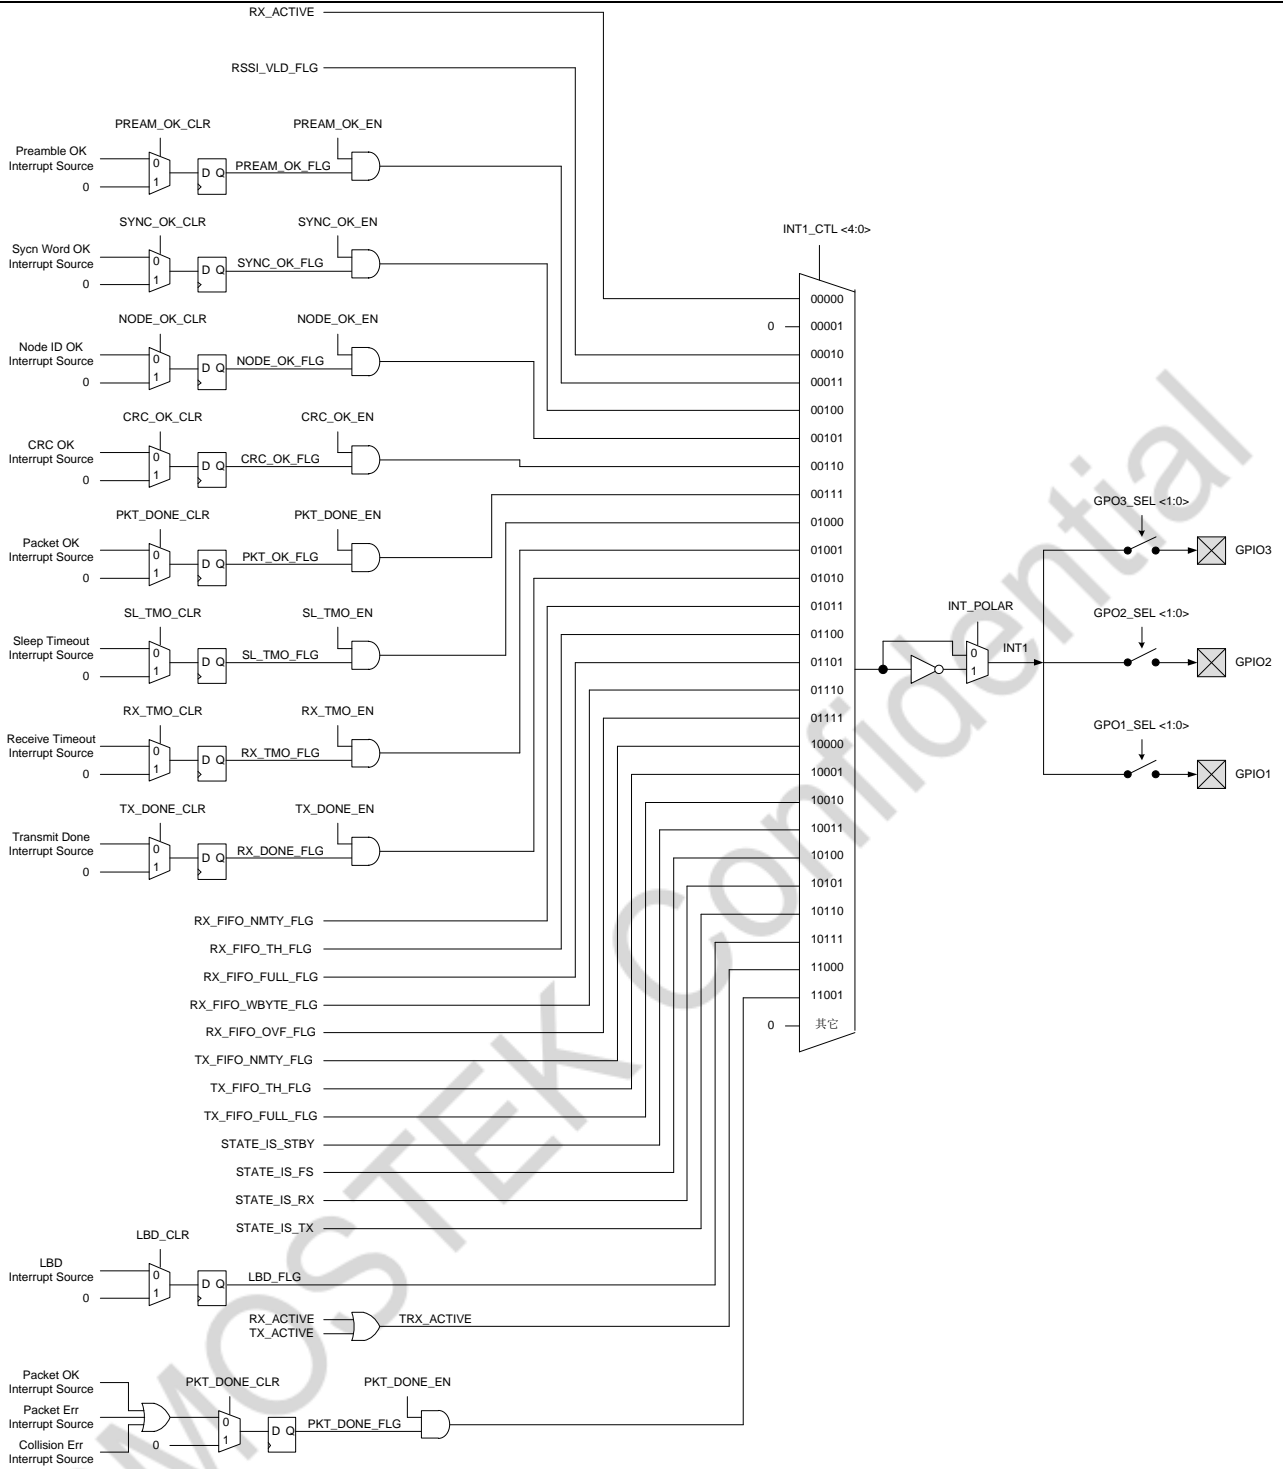 RX_ACTIVE
RSSI_VLD_FLG
PREAM_OK_CLR
PREAM_OK_EN
Preamble OK
Interrupt Source
0
0
1
D Q
PREAM_OK_FLG
SYNC_OK_CLR
SYNC_OK_EN
Sycn Word OK
Interrupt Source
0
0
1
D Q
SYNC_OK_FLG
NODE_OK_CLR
NODE_OK_EN
Node ID OK
Interrupt Source
0
0
1
D Q
NODE_OK_FLG
CRC_OK_CLR
CRC_OK_EN
CRC OK
Interrupt Source
0
0
1
D Q
CRC_OK_FLG
PKT_DONE_CLR
PKT_DONE_EN
Packet OK
Interrupt Source
0
0
1
D Q
PKT_OK_FLG
SL_TMO_CLR
SL_TMO_EN
Sleep Timeout
Interrupt Source
0
0
1
D Q
SL_TMO_FLG
RX_TMO_CLR
RX_TMO_EN
Receive Timeout
Interrupt Source
0
0
1
D Q
RX_TMO_FLG
TX_DONE_CLR
TX_DONE_EN
Transmit Done
Interrupt Source
0
0
1
D Q
RX_DONE_FLG
RX_FIFO_NMTY_FLG
RX_FIFO_TH_FLG
RX_FIFO_FULL_FLG
RX_FIFO_WBYTE_FLG
RX_FIFO_OVF_FLG
TX_FIFO_NMTY_FLG
TX_FIFO_TH_FLG
TX_FIFO_FULL_FLG
STATE_IS_STBY
STATE_IS_FS
STATE_IS_RX
STATE_IS_TX
LBD_CLR
LBD
Interrupt Source
0
0
1
D Q
LBD_FLG
RX_ACTIVE
TX_ACTIVE
TRX_ACTIVE
Packet OK
Interrupt Source
Packet Err
Interrupt Source
Collision Err
Interrupt Source
PKT_DONE_CLR
PKT_DONE_EN
0
0
1
D Q
PKT_DONE_FLG
INT1_CTL <4:0>
00000
0
00001
00010
00011
00100
00101
00110
00111
01000
01001
01010
01011
01100
01101
01110
01111
10000
10001
10010
10011
10100
10101
10110
10111
11000
11001
0
其它
INT_POLAR
0
1
INT1
GPO3_SEL <1:0>
GPIO3
GPO2_SEL <1:0>
GPIO2
GPO1_SEL <1:0>
GPIO1
MOSTEK Confidential